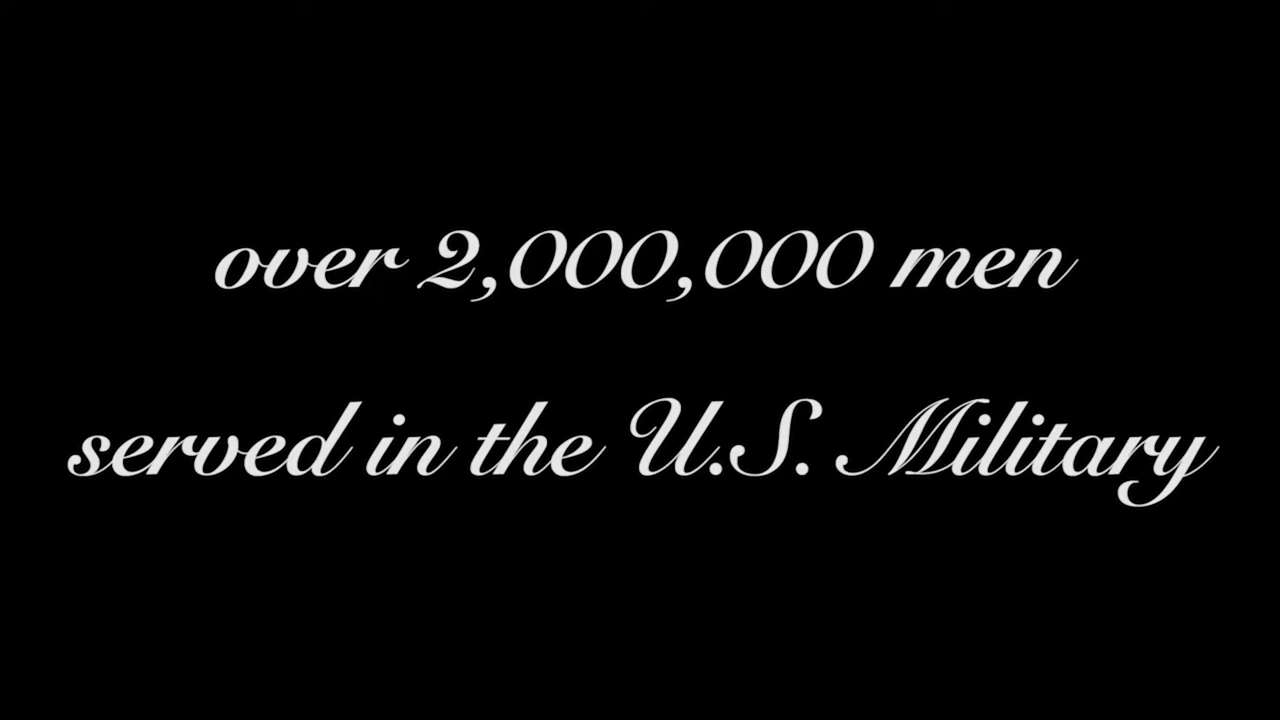 over 2,000,000 men
served in the U.S. Military